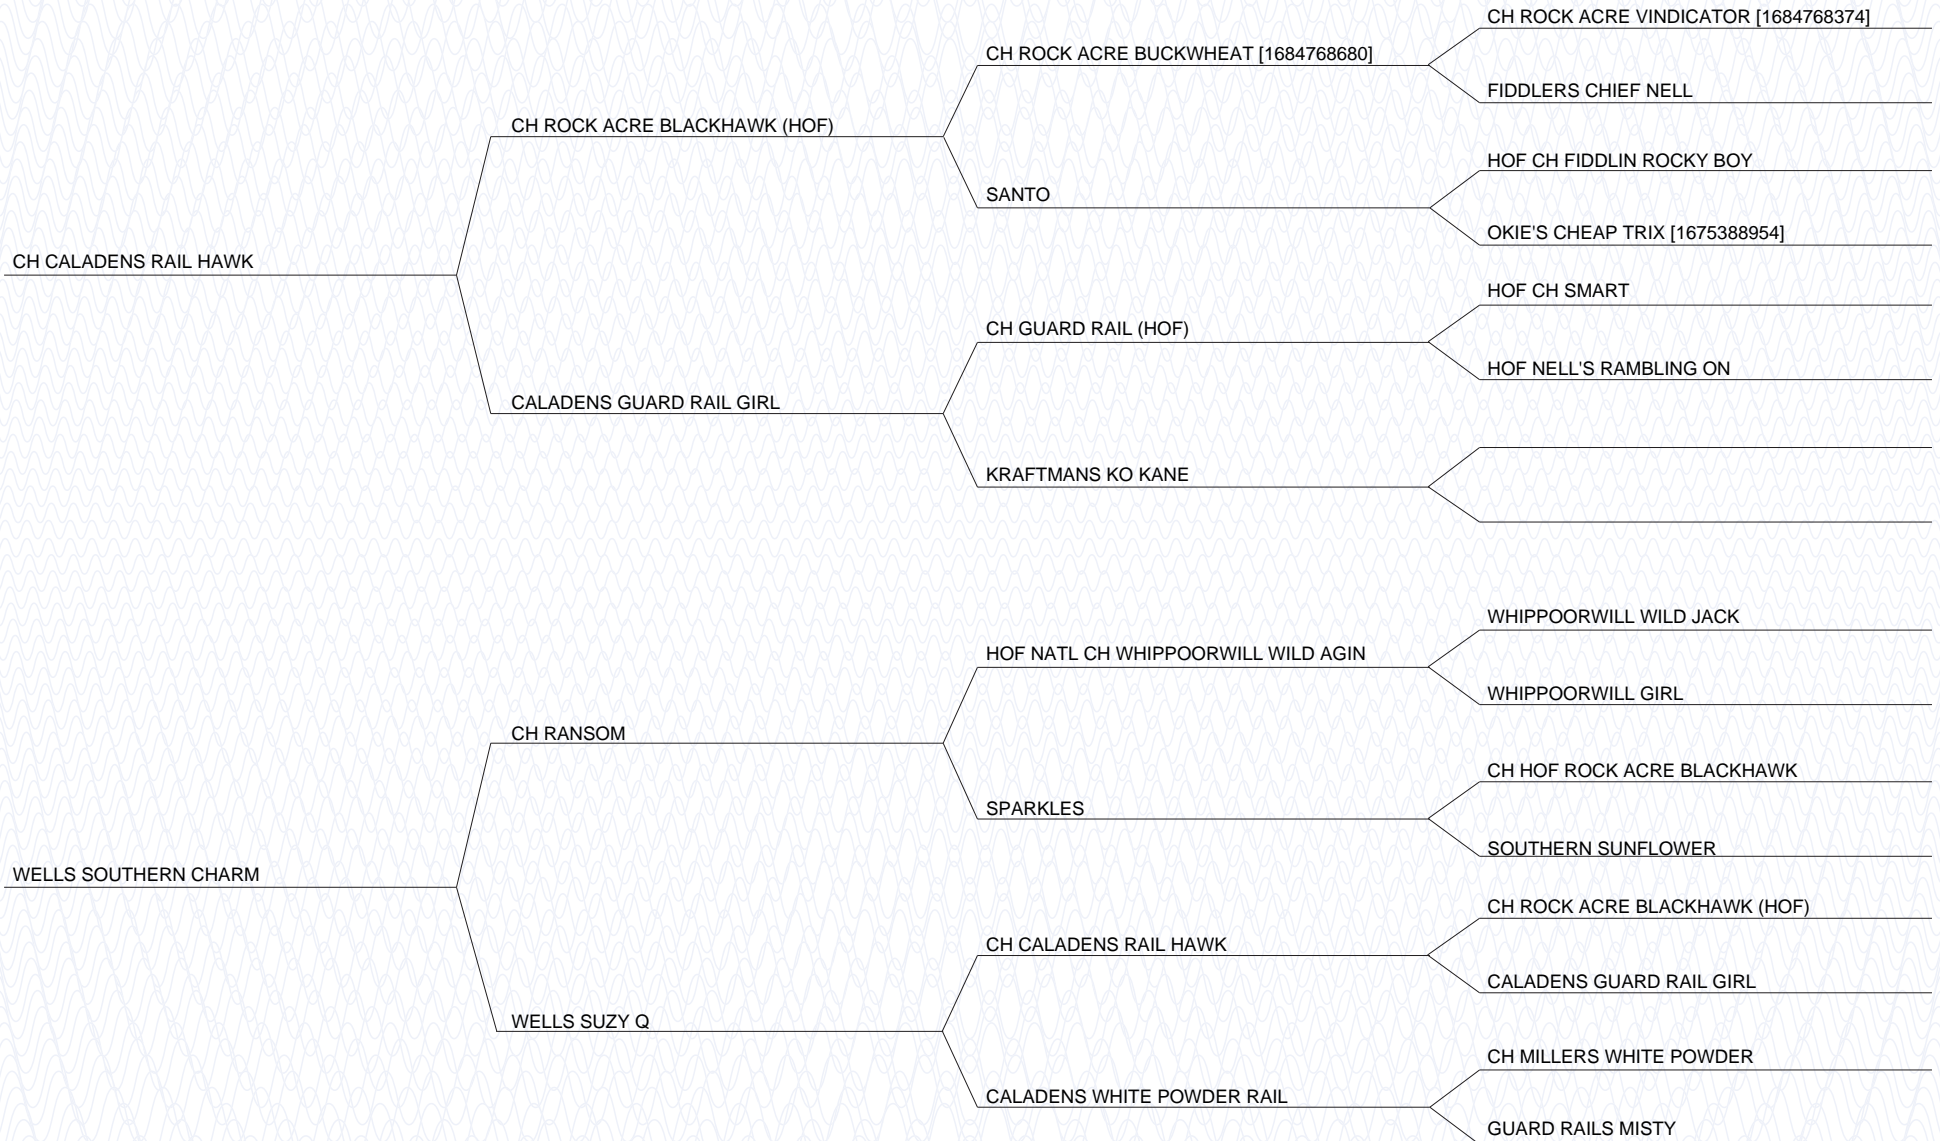 CH ROCK ACRE VINDICATOR [1684768374]
CH ROCK ACRE BUCKWHEAT [1684768680]
FIDDLERS CHIEF NELL
CH ROCK ACRE BLACKHAWK (HOF)
HOF CH FIDDLIN ROCKY BOY
SANTO
OKIE'S CHEAP TRIX [1675388954]
CH CALADENS RAIL HAWK
HOF CH SMART
CH GUARD RAIL (HOF)
HOF NELL'S RAMBLING ON
CALADENS GUARD RAIL GIRL
KRAFTMANS KO KANE
WHIPPOORWILL WILD JACK
HOF NATL CH WHIPPOORWILL WILD AGIN
WHIPPOORWILL GIRL
CH RANSOM
CH HOF ROCK ACRE BLACKHAWK
SPARKLES
SOUTHERN SUNFLOWER
WELLS SOUTHERN CHARM
CH ROCK ACRE BLACKHAWK (HOF)
CH CALADENS RAIL HAWK
CALADENS GUARD RAIL GIRL
WELLS SUZY Q
CH MILLERS WHITE POWDER
CALADENS WHITE POWDER RAIL
GUARD RAILS MISTY